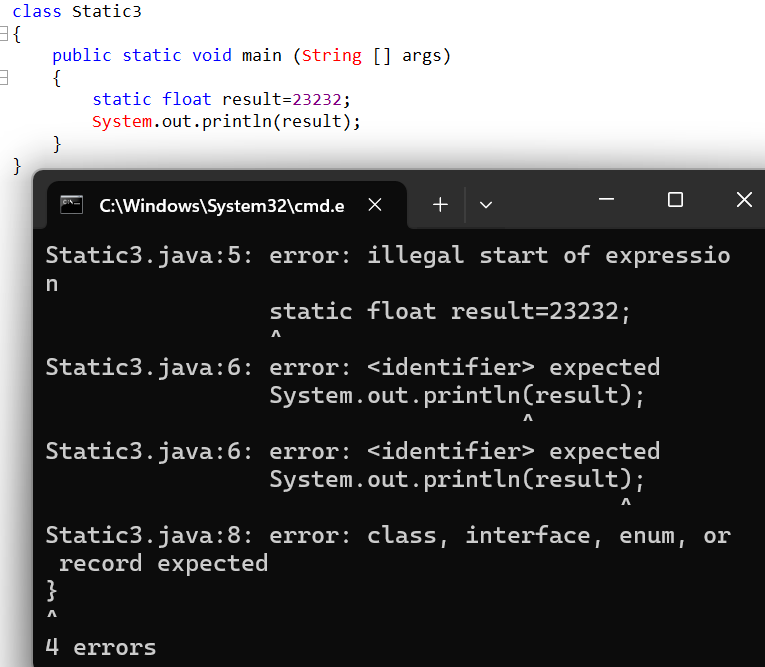 class Static3
{
public static void main (String [] args)
{
static float result=23232;
System.out.println(result);
}
}
C:\Windows\System32\cmd.e
Static3.java:5: error: illegal start of expressio
n
static float result=23232;
^
Static3.java:6: error: <identifier> expected
System.out.println(result);
^
Static3.java:6: error: <identifier> expected
System.out.println(result);
^
Static3.java:8: error: class, interface, enum, or
record expected
}
^
4 errors